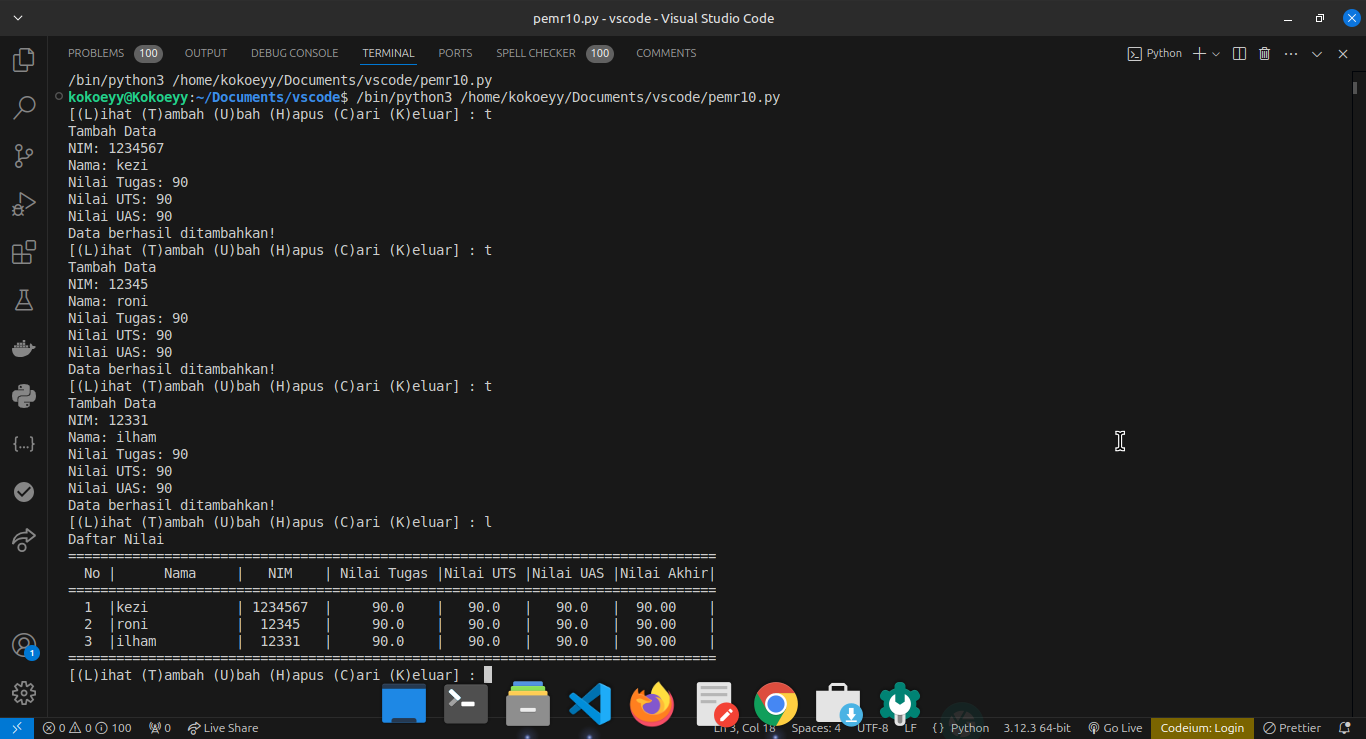 pemr10.py - vscode - Visual Studio Code
PROBLEMS 100 OUTPUT DEBUG CONSOLE TERMINAL PORTS SPELL CHECKER 100 COMMENTS Python
/bin/python3 /home/kokoeyy/Documents/vscode/pemr10.py
kokoeyy@Kokoeyy:~/Documents/vscode$ /bin/python3 /home/kokoeyy/Documents/vscode/pemr10.py
[(L)ihat (T)ambah (U)bah (H)apus (C)ari (K)eluar] : t
Tambah Data
NIM: 1234567
Nama: kezi
Nilai Tugas: 90
Nilai UTS: 90
Nilai UAS: 90
Data berhasil ditambahkan!
[(L)ihat (T)ambah (U)bah (H)apus (C)ari (K)eluar] : t
Tambah Data
NIM: 12345
Nama: roni
Nilai Tugas: 90
Nilai UTS: 90
Nilai UAS: 90
Data berhasil ditambahkan!
[(L)ihat (T)ambah (U)bah (H)apus (C)ari (K)eluar] : t
Tambah Data
NIM: 12331
Nama: ilham
Nilai Tugas: 90
Nilai UTS: 90
Nilai UAS: 90
Data berhasil ditambahkan!
[(L)ihat (T)ambah (U)bah (H)apus (C)ari (K)eluar] : l
Daftar Nilai
=================================================================================
  No |      Nama     |   NIM    | Nilai Tugas |Nilai UTS |Nilai UAS |Nilai Akhir|
=================================================================================
  1  |kezi           | 1234567  |     90.0    |   90.0   |   90.0   |  90.00    |
  2  |roni           |  12345   |     90.0    |   90.0   |   90.0   |  90.00    |
  3  |ilham          |  12331   |     90.0    |   90.0   |   90.0   |  90.00    |
=================================================================================
[(L)ihat (T)ambah (U)bah (H)apus (C)ari (K)eluar] :
1
0 0 100 0 Live Share Ln 3, Col 18 Spaces: 4 UTF-8 LF {} Python 3.12.3 64-bit Go Live Codeium: Login Prettier